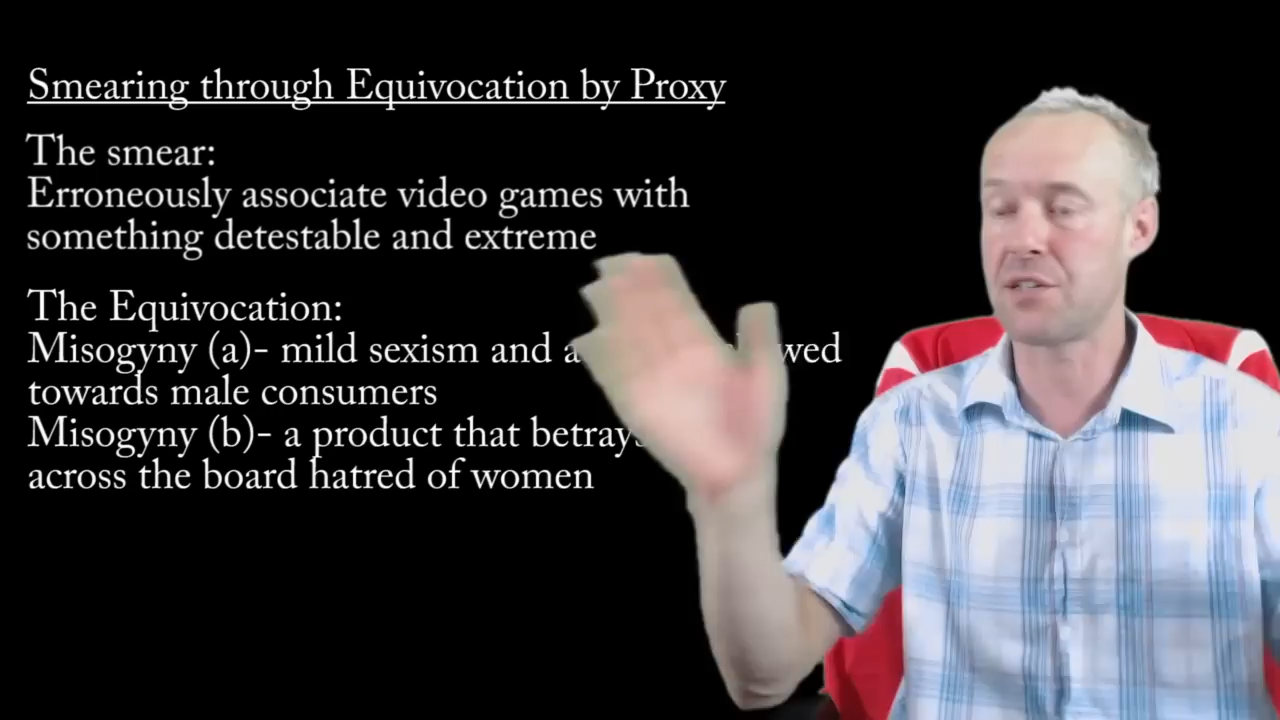 Smearing through Equivocation by Proxy
The smear:
Erroneously associate video games with
something detestable and extreme
The Equivocation:
Misogyny (a)- mild sexism and
towards male consumers
Misogyny (b)- a product that betrays
across the board hatred of women